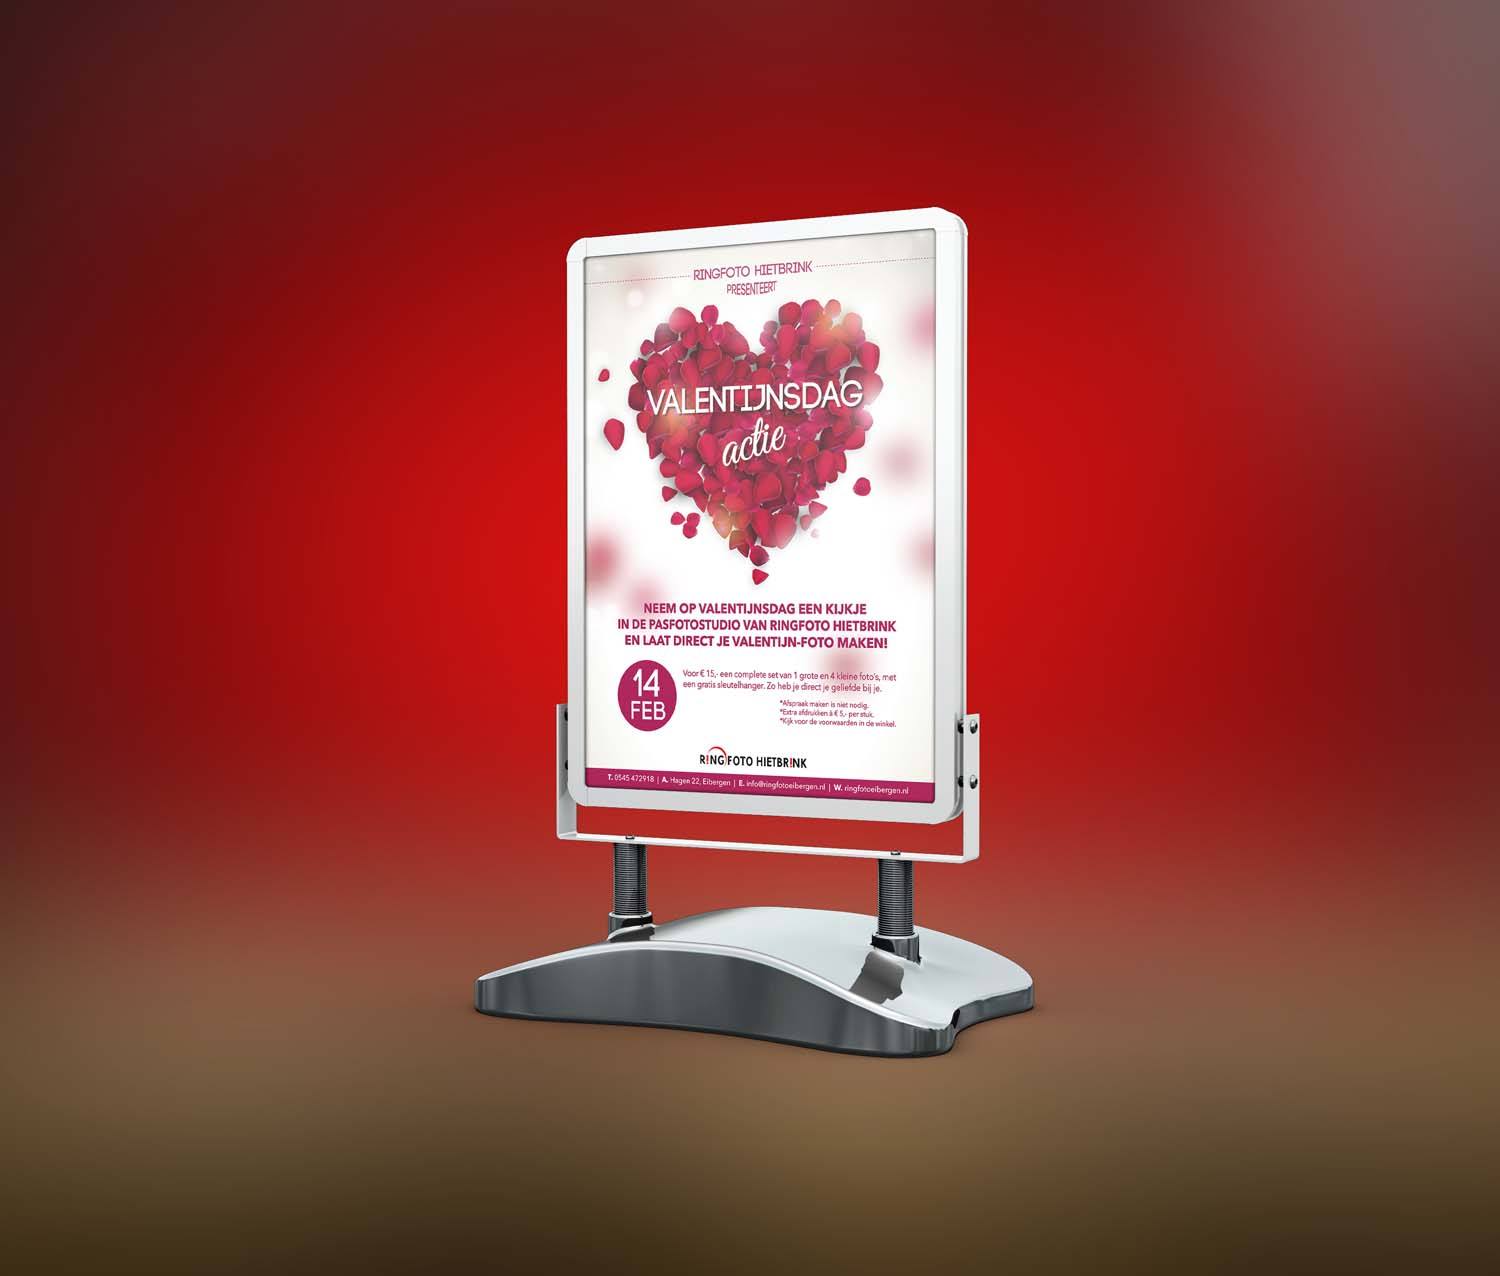 RINGFOTO HIETBRINK
PRESENTEERT
VALENTIJNSDAG
actie
NEEM OP VALENTIJNSDAG EEN KIJKJE
IN DE PASFOTOSTUDIO VAN RINGFOTO HIETBRINK
EN LAAT DIRECT JE VALENTIJN-FOTO MAKEN!
14
FEB
Voor € 15,- een complete set van 1 grote en 4 kleine foto's, met
een gratis sleutelhanger. Zo heb je direct je geliefde bij je.
*Afspraak maken is niet nodig.
*Extra afdrukken à € 5,- per stuk.
*Kijk voor de voorwaarden in de winkel.
R!NGFOTO HIETBR!NK
T. 0545 472918 | A. Hagen 22, Eibergen | E. info@ringfotoeibergen.nl | W. ringfotoeibergen.nl